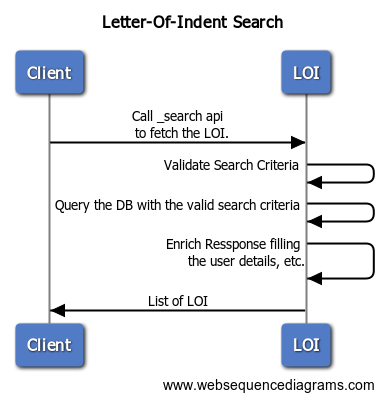 Letter-Of-Indent Search
Client
LOI
Call _search api
to fetch the LOI.
Validate Search Criteria
Query the DB with the valid search criteria
Enrich Ressponse filling
the user details, etc.
List of LOI
Client
LOI
www.websequencediagrams.com